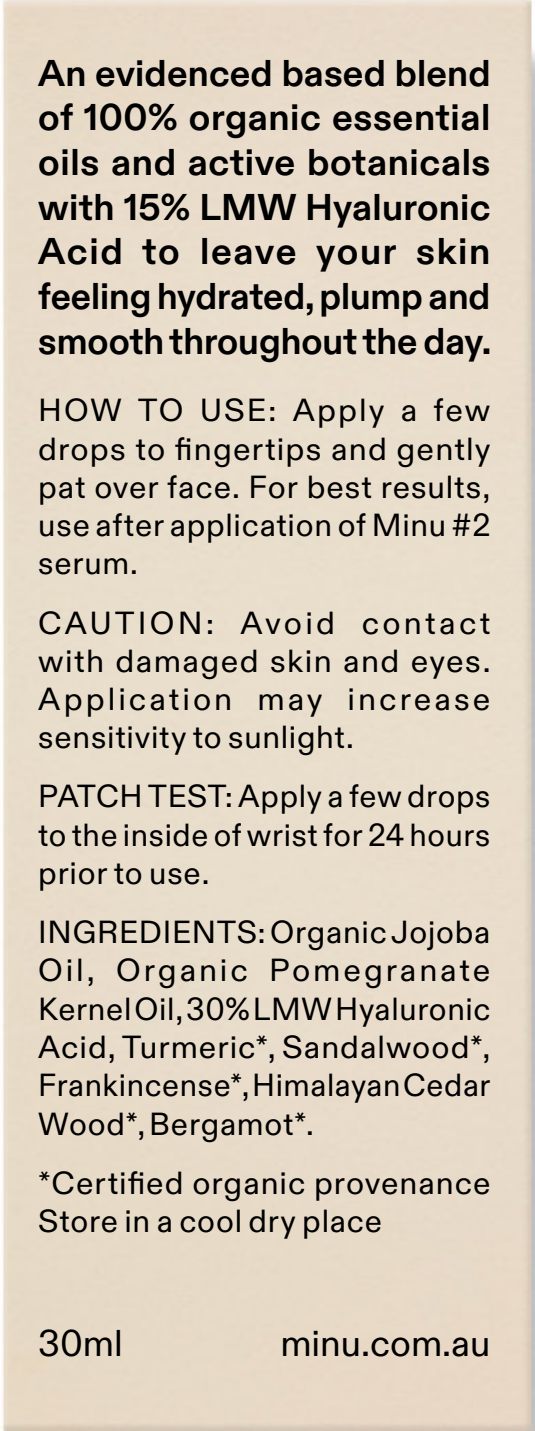 An evidenced based blend
of 100% organic essential
oils and active botanicals
with 15% LMW Hyaluronic
Acid to leave your skin
feeling hydrated, plump and
smooth throughout the day.
HOW TO USE: Apply a few
drops to fingertips and gently
pat over face. For best results,
use after application of Minu #2
serum.
CAUTION: Avoid contact
with damaged skin and eyes.
Application may increase
sensitivity to sunlight.
PATCH TEST: Apply a few drops
to the inside of wrist for 24 hours
prior to use.
INGREDIENTS: Organic Jojoba
Oil, Organic Pomegranate
Kernel Oil, 30% LMW Hyaluronic
Acid, Turmeric*, Sandalwood*,
Frankincense*, Himalayan Cedar
Wood*, Bergamot*.
*Certified organic provenance
Store in a cool dry place
30ml minu.com.au